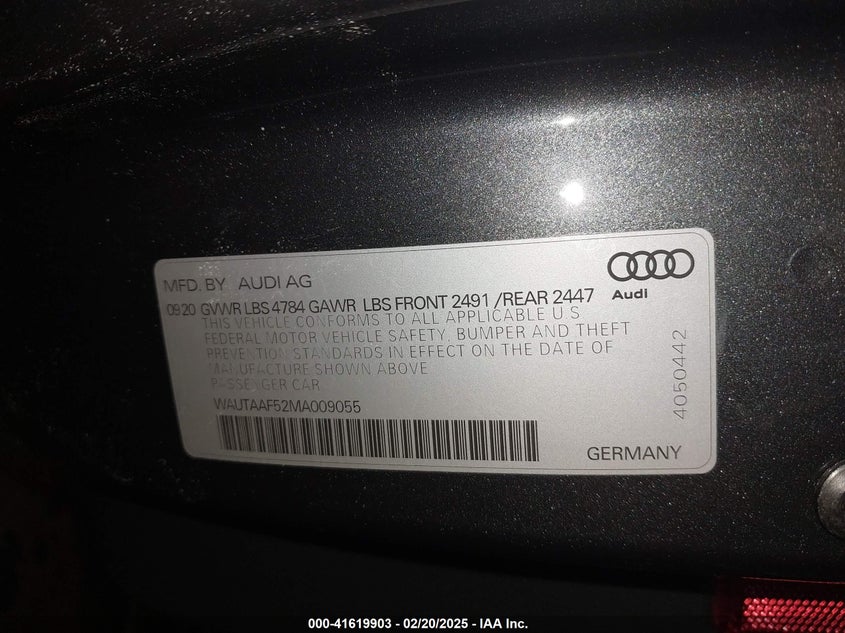 MFD. BY AUDI AG
Audi
09 20 GVWR LBS 4784 GAWR LBS FRONT 2491 /REAR 2447
THIS VEHICLE CONFORMS TO ALL APPLICABLE U S
FEDERAL MOTOR VEHICLE SAFETY, BUMPER AND THEFT
PREVENTION STANDARDS IN EFFECT ON THE DATE OF
MANUFACTURE SHOWN ABOVE
PASSENGER CAR
WAUTAAF52MA009055
4050442
GERMANY
000-41619903 - 02/20/2025 - IAA Inc.